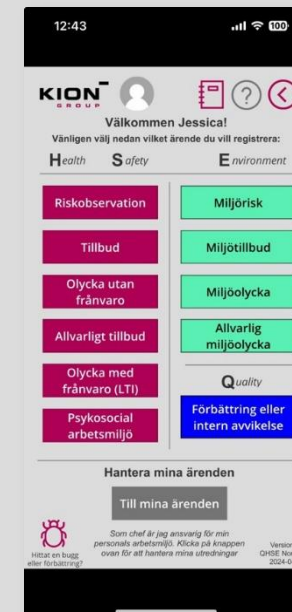 12:43
100
KION
GROUP
Välkommen Jessica!
Vänligen välj nedan vilket ärende du vill registrera:
Health Safety Environment
Riskobservation
Miljörisk
Tillbud
Miljötillbud
Olycka utan
frånvaro
Miljöolycka
Allvarligt tillbud
Allvarlig
miljöolycka
Olycka med
frånvaro (LTI)
Quality
Psykosocial
arbetsmiljö
Förbättring eller
intern avvikelse
Hantera mina ärenden
Till mina ärenden
Hittat en bugg
eller förbättring?
Som chef är jag ansvarig för min
personals arbetsmiljö. Klicka på knappen
ovan för att hantera mina utredningar
Version
QHSE Nor
2024-0